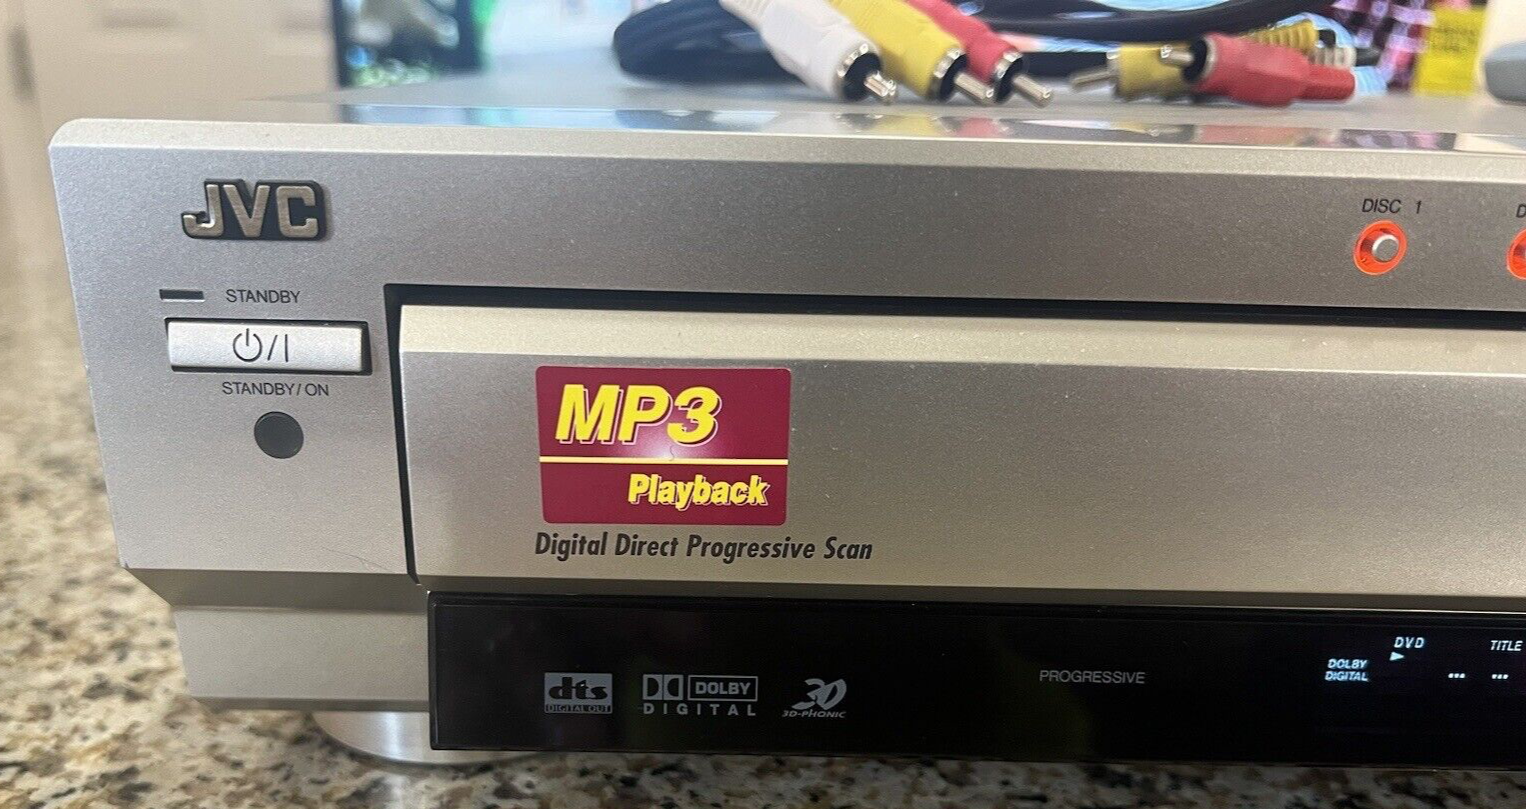 JVC
DISC 1
D
STANDBY
⏻/I
STANDBY/ON
MP3
Playback
Digital Direct Progressive Scan
dts
DIGITAL OUT
DOLBY
DIGITAL
3D
3D-PHONIC
PROGRESSIVE
DOLBY
DIGITAL
DVD
TITLE